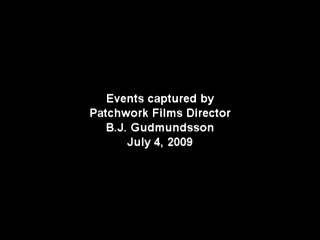 Events captured by
Patchwork Films Director
B.J. Gudmundsson
July 4, 2009